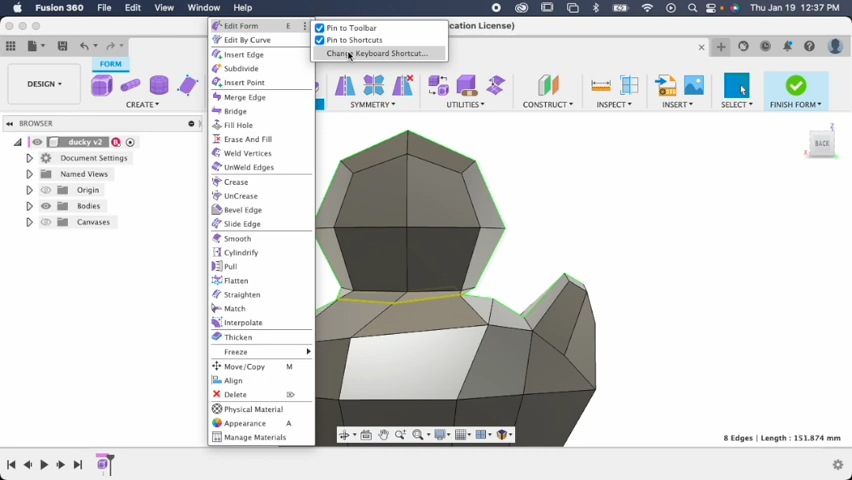 Fusion 360 File Edit View Window Help
Thu Jan 19 12:37 PM
cation License)
DESIGN
FORM
CREATE
SYMMETRY
UTILITIES
CONSTRUCT
INSPECT
INSERT
SELECT
FINISH FORM
BROWSER
ducky v2
Document Settings
Named Views
Origin
Bodies
Canvases
Edit Form E
Edit By Curve
Insert Edge
Subdivide
Insert Point
Merge Edge
Bridge
Fill Hole
Erase And Fill
Weld Vertices
UnWeld Edges
Crease
UnCrease
Bevel Edge
Slide Edge
Smooth
Cylindrify
Pull
Flatten
Straighten
Match
Interpolate
Thicken
Freeze
Move/Copy M
Align
Delete
Physical Material
Appearance A
Manage Materials
Pin to Toolbar
Pin to Shortcuts
Change Keyboard Shortcut...
BACK
8 Edges | Length : 151.874 mm